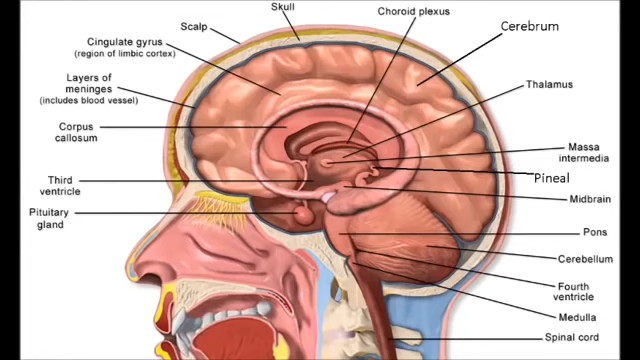 Skull
Choroid plexus
Scalp
Cerebrum
Cingulate gyrus
(region of limbic cortex)
Layers of
meninges
(includes blood vessel)
Thalamus
Corpus
callosum
Massa
intermedia
Third
ventricle
Pineal
Midbrain
Pituitary
gland
Pons
Cerebellum
Fourth
ventricle
Medulla
Spinal cord